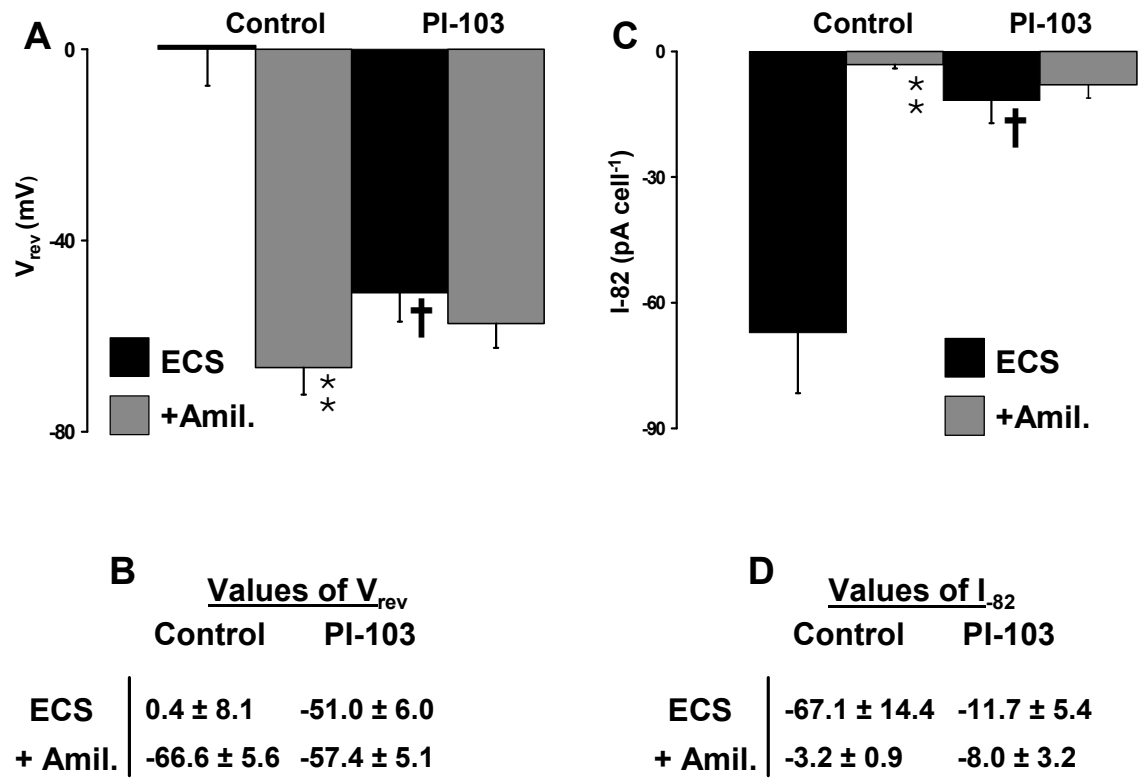 A
Control PI-103
0
-40
-80
Vrev (mV)
ECS
+Amil.
**
†
C
Control PI-103
0
-30
-60
-90
I-82 (pA cell-1)
**
†
ECS
+Amil.
B
Values of Vrev
Control PI-103
ECS 0.4 ± 8.1 -51.0 ± 6.0
+ Amil. -66.6 ± 5.6 -57.4 ± 5.1
D
Values of I-82
Control PI-103
ECS -67.1 ± 14.4 -11.7 ± 5.4
+ Amil. -3.2 ± 0.9 -8.0 ± 3.2